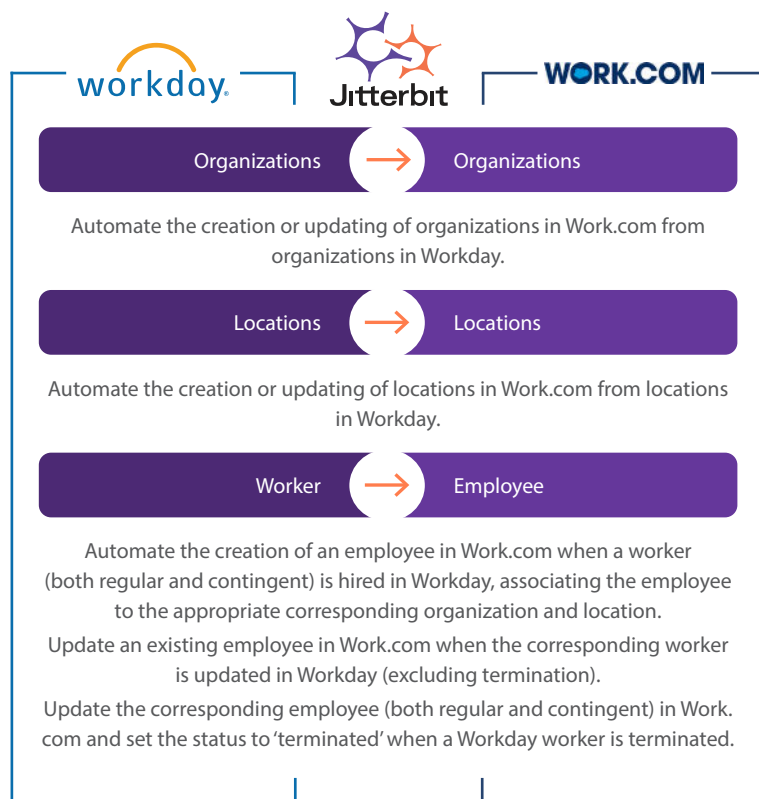 workday.
Jitterbit
WORK.COM
Organizations → Organizations
Automate the creation or updating of organizations in Work.com from
organizations in Workday.
Locations → Locations
Automate the creation or updating of locations in Work.com from locations
in Workday.
Worker → Employee
Automate the creation of an employee in Work.com when a worker
(both regular and contingent) is hired in Workday, associating the employee
to the appropriate corresponding organization and location.
Update an existing employee in Work.com when the corresponding worker
is updated in Workday (excluding termination).
Update the corresponding employee (both regular and contingent) in Work.
com and set the status to ‘terminated’ when a Workday worker is terminated.